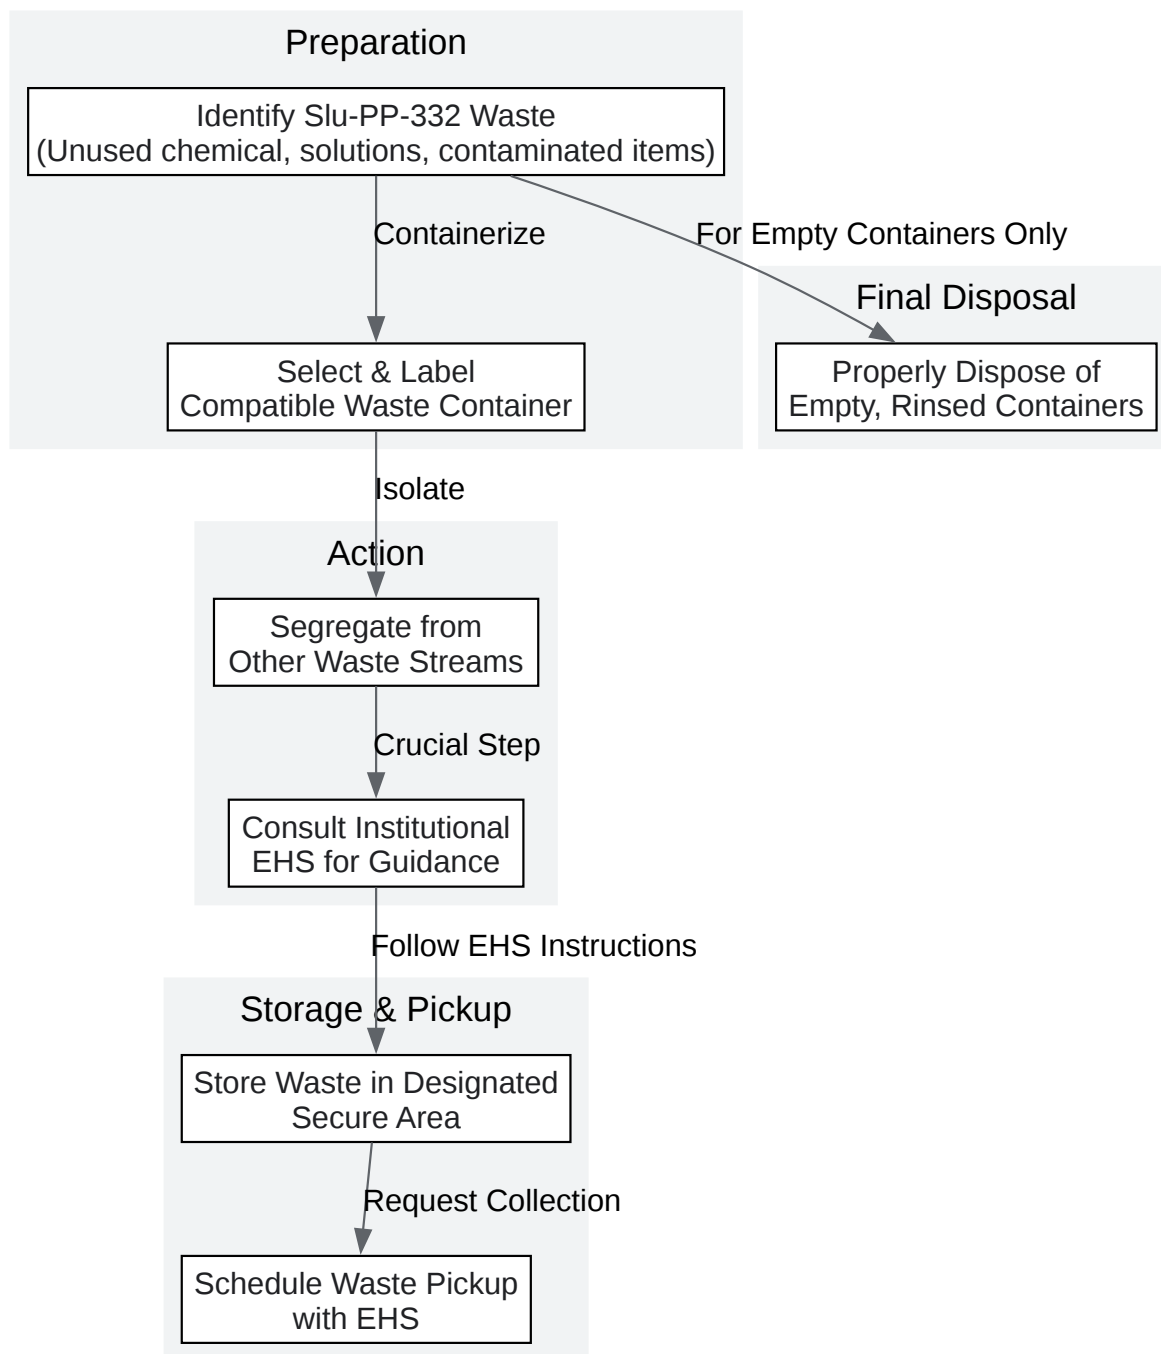 Preparation
Identify Slu-PP-332 Waste
(Unused chemical, solutions, contaminated items)
Containerize
For Empty Containers Only
Final Disposal
Select & Label
Compatible Waste Container
Properly Dispose of
Empty, Rinsed Containers
Isolate
Action
Segregate from
Other Waste Streams
Crucial Step
Consult Institutional
EHS for Guidance
Follow EHS Instructions
Storage & Pickup
Store Waste in Designated
Secure Area
Request Collection
Schedule Waste Pickup
with EHS